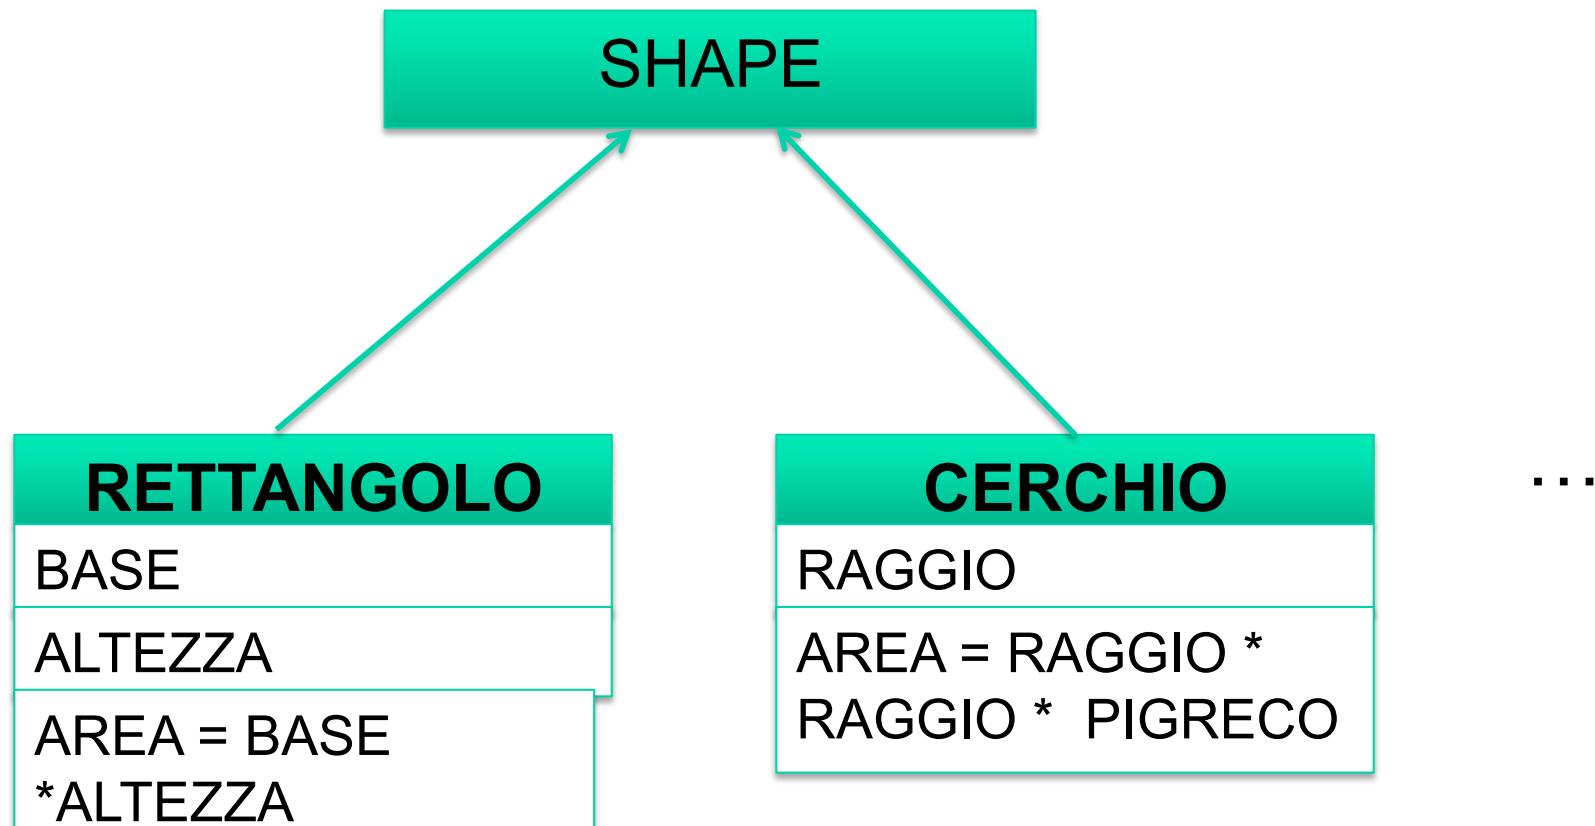 SHAPE
RETTANGOLO
BASE
ALTEZZA
AREA = BASE
*ALTEZZA
CERCHIO
RAGGIO
AREA = RAGGIO *
RAGGIO * PIGRECO
...